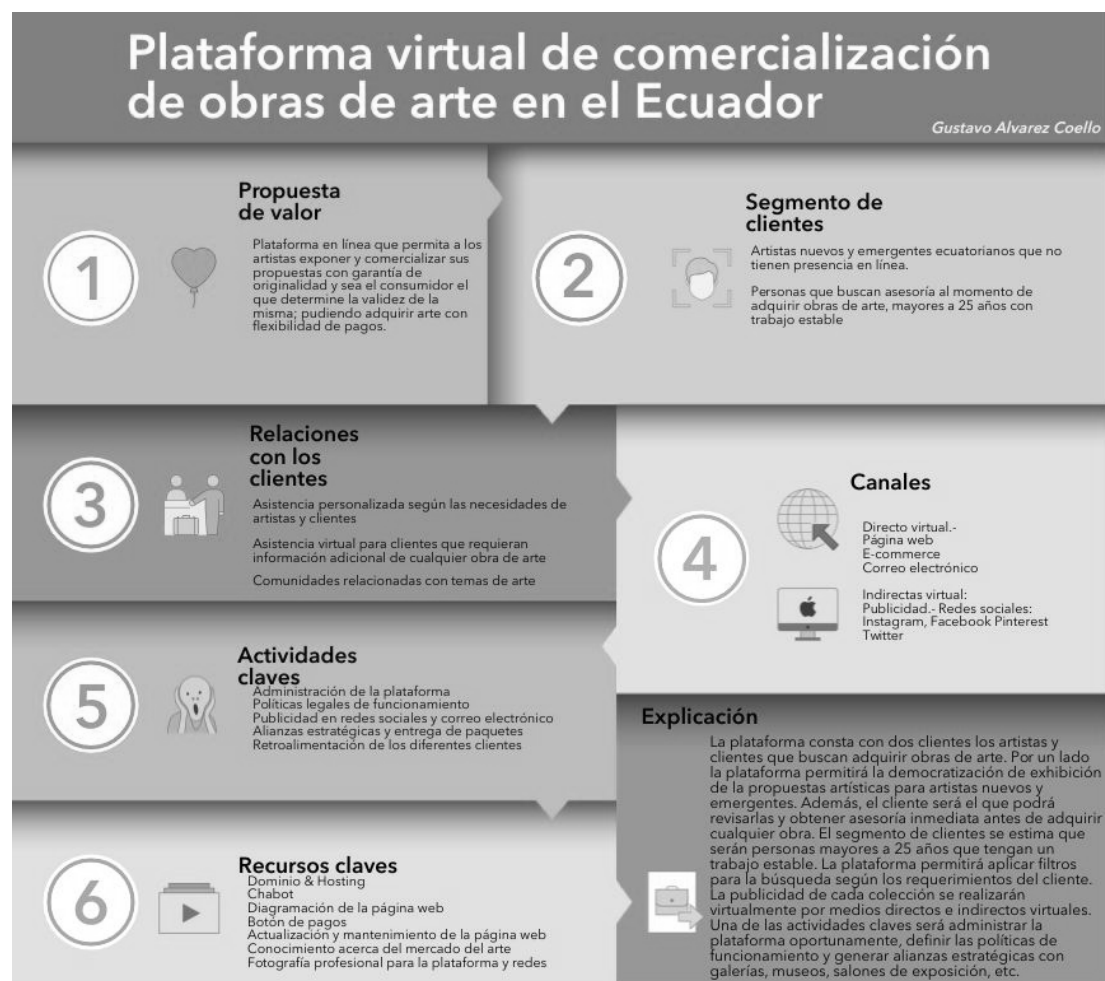 Plataforma virtual de comercialización
de obras de arte en el Ecuador
Gustavo Alvarez Coello
1
Propuesta
de valor
Plataforma en línea que permita a los
artistas exponer y comercializar sus
propuestas con garantía de
originalidad y sea el consumidor el
que determine la validez de la
misma; pudiendo adquirir arte con
flexibilidad de pagos.
2
Segmento de
clientes
Artistas nuevos y emergentes ecuatorianos que no
tienen presencia en línea.
Personas que buscan asesoría al momento de
adquirir obras de arte, mayores a 25 años con
trabajo estable
3
Relaciones
con los
clientes
Asistencia personalizada según las necesidades de
artistas y clientes
Asistencia virtual para clientes que requieran
información adicional de cualquier obra de arte
Comunidades relacionadas con temas de arte
4
Canales
Directo virtual.-
Página web
E-commerce
Correo electrónico
Indirectas virtual:
Publicidad.- Redes sociales:
Instagram, Facebook Pinterest
Twitter
5
Actividades
claves
Administración de la plataforma
Políticas legales de funcionamiento
Publicidad en redes sociales y correo electrónico
Alianzas estratégicas y entrega de paquetes
Retroalimentación de los diferentes clientes
6
Recursos claves
Dominio & Hosting
Chabot
Diagramación de la página web
Botón de pagos
Actualización y mantenimiento de la página web
Conocimiento acerca del mercado del arte
Fotografía profesional para la plataforma y redes
Explicación
La plataforma consta con dos clientes los artistas y
clientes que buscan adquirir obras de arte. Por un lado
la plataforma permitirá la democratización de exhibición
de la propuestas artísticas para artistas nuevos y
emergentes. Además, el cliente será el que podrá
revisarlas y obtener asesoría inmediata antes de adquirir
cualquier obra. El segmento de clientes se estima que
serán personas mayores a 25 años que tengan un
trabajo estable. La plataforma permitirá aplicar filtros
para la búsqueda según los requerimientos del cliente.
La publicidad de cada colección se realizarán
virtualmente por medios directos e indirectos virtuales.
Una de las actividades claves será administrar la
plataforma oportunamente, definir las políticas de
funcionamiento y generar alianzas estratégicas con
galerías, museos, salones de exposición, etc.